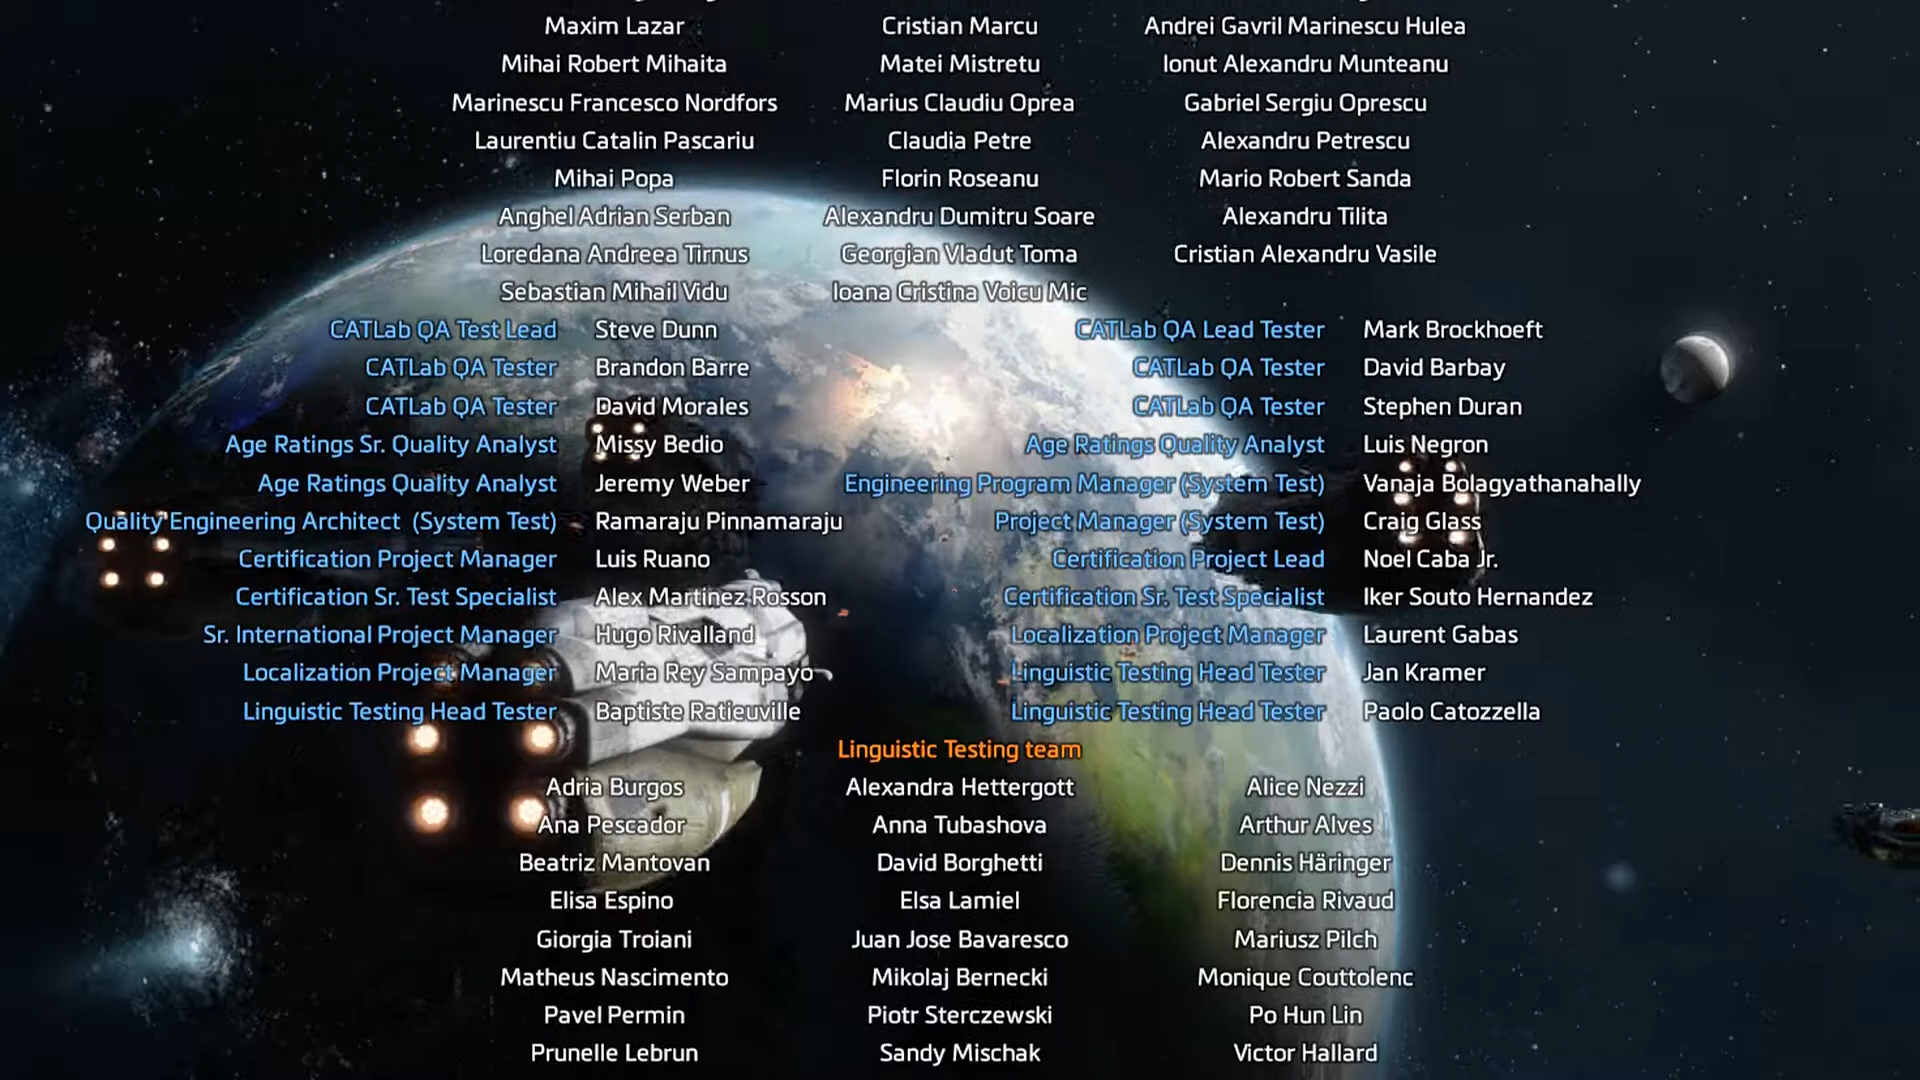 Maxim Lazar Cristian Marcu Andrei Gavril Marinescu Hulea
Mihai Robert Mihaita Matei Mistretu Ionut Alexandru Munteanu
Marinescu Francesco Nordfors Marius Claudiu Oprea Gabriel Sergiu Oprescu
Laurentiu Catalin Pascariu Claudia Petre Alexandru Petrescu
Mihai Popa Florin Roseanu Mario Robert Sanda
Anghel Adrian Serban Alexandru Dumitru Soare Alexandru Tilita
Loredana Andreea Tirnus Georgian Vladut Toma Cristian Alexandru Vasile
Sebastian Mihail Vidu Ioana Cristina Voicu Mic
CATLab QA Test Lead Steve Dunn CATLab QA Lead Tester Mark Brockhoeft
CATLab QA Tester Brandon Barre CATLab QA Tester David Barbay
CATLab QA Tester David Morales CATLab QA Tester Stephen Duran
Age Ratings Sr. Quality Analyst Missy Bedio Age Ratings Quality Analyst Luis Negron
Age Ratings Quality Analyst Jeremy Weber Engineering Program Manager (System Test) Vanaja Bolagyathanahally
Quality Engineering Architect (System Test) Ramaraju Pinnamaraju Project Manager (System Test) Craig Glass
Certification Project Manager Luis Ruano Certification Project Lead Noel Caba Jr.
Certification Sr. Test Specialist Alex Martinez Rosson Certification Sr. Test Specialist Iker Souto Hernandez
Sr. International Project Manager Hugo Rivalland Localization Project Manager Laurent Gabas
Localization Project Manager Maria Rey Sampayo Linguistic Testing Head Tester Jan Kramer
Linguistic Testing Head Tester Baptiste Ratieuville Linguistic Testing Head Tester Paolo Catozzella
Linguistic Testing team
Adria Burgos Alexandra Hettergott Alice Nezzi
Ana Pescador Anna Tubashova Arthur Alves
Beatriz Mantovan David Borghetti Dennis Häringer
Elisa Espino Elsa Lamiel Florencia Rivaud
Giorgia Troiani Juan Jose Bavaresco Mariusz Pilch
Matheus Nascimento Mikolaj Bernecki Monique Couttolenc
Pavel Permin Piotr Sterczewski Po Hun Lin
Prunelle Lebrun Sandy Mischak Victor Hallard